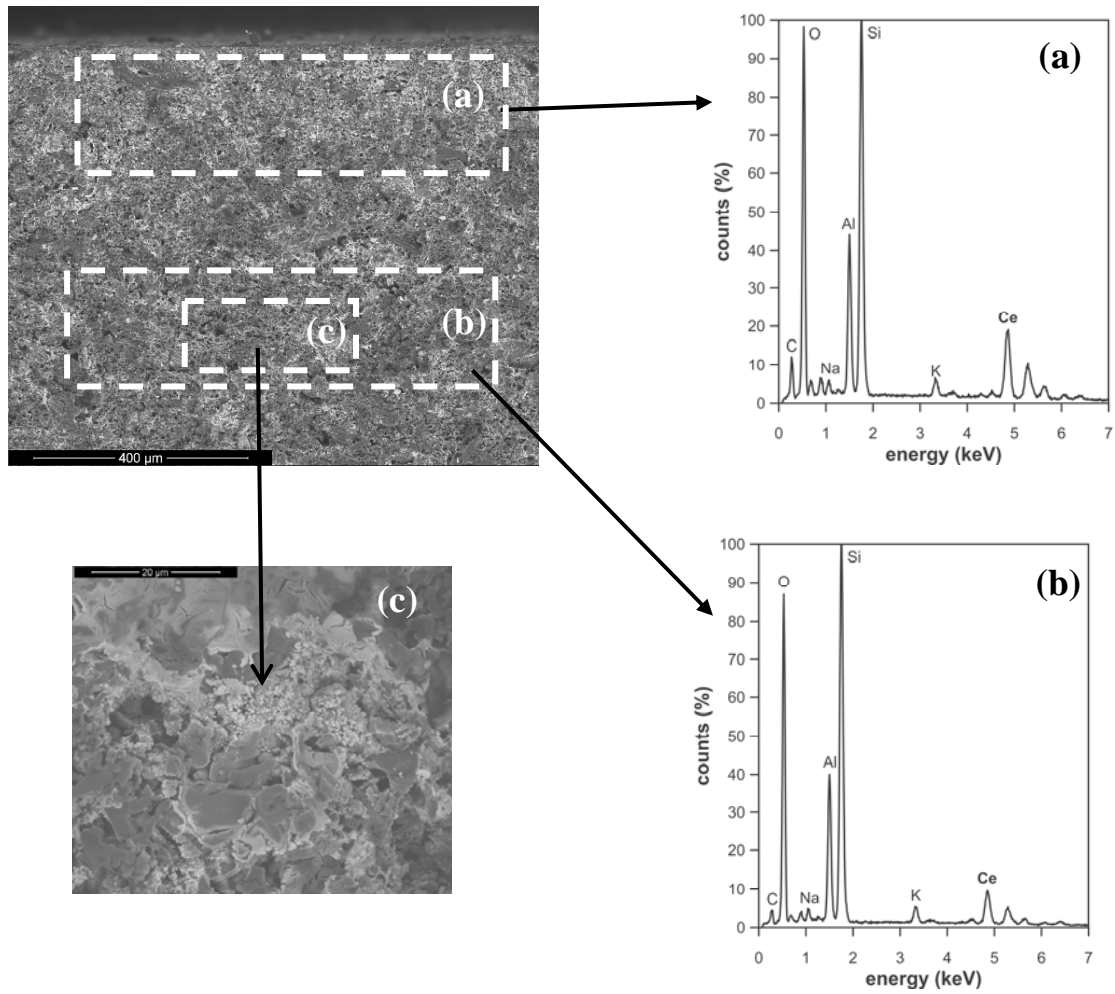 (a)
(b)
(c)
400 µm
(a)
O
Si
Al
C
Na
K
Ce
100
90
80
70
60
50
40
30
20
10
0
counts (%)
0 1 2 3 4 5 6 7
energy (keV)
20 µm
(c)
(b)
O
Si
Al
C
Na
K
Ce
100
90
80
70
60
50
40
30
20
10
0
counts (%)
0 1 2 3 4 5 6 7
energy (keV)